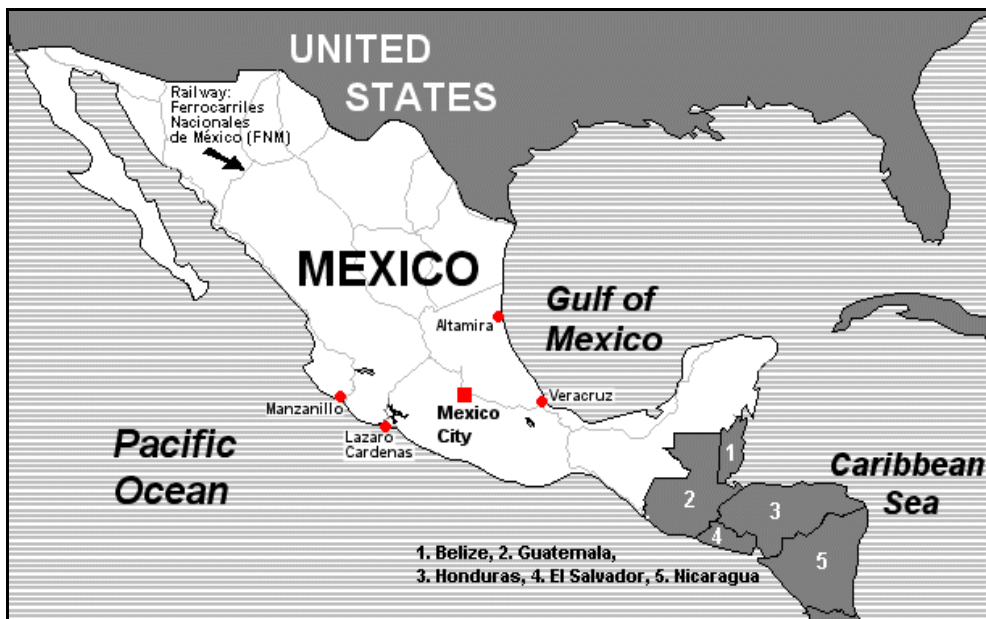 UNITED
STATES
Railway:
Ferrocarriles
Nacionales
de México (FNM)
MEXICO
Gulf of
Mexico
Altamira
Manzanillo
Lazaro
Cardenas
Mexico
City
Veracruz
Pacific
Ocean
Caribbean
Sea
1
2
3
4
5
1. Belize, 2. Guatemala,
3. Honduras, 4. El Salvador, 5. Nicaragua